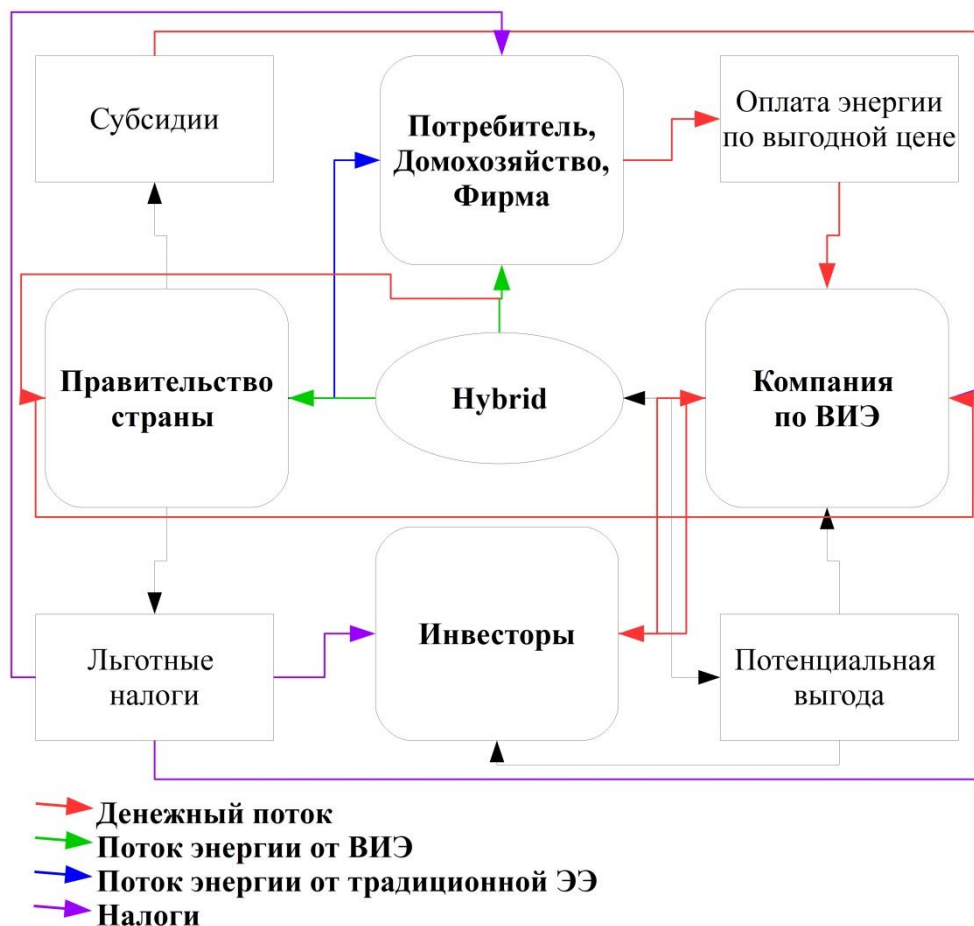 Субсидии
Потребитель,
Домохозяйство,
Фирма
Оплата энергии
по выгодной цене
Правительство
страны
Hybrid
Компания
по ВИЭ
Льготные
налоги
Инвесторы
Потенциальная
выгода
Денежный поток
Поток энергии от ВИЭ
Поток энергии от традиционной ЭЭ
Налоги